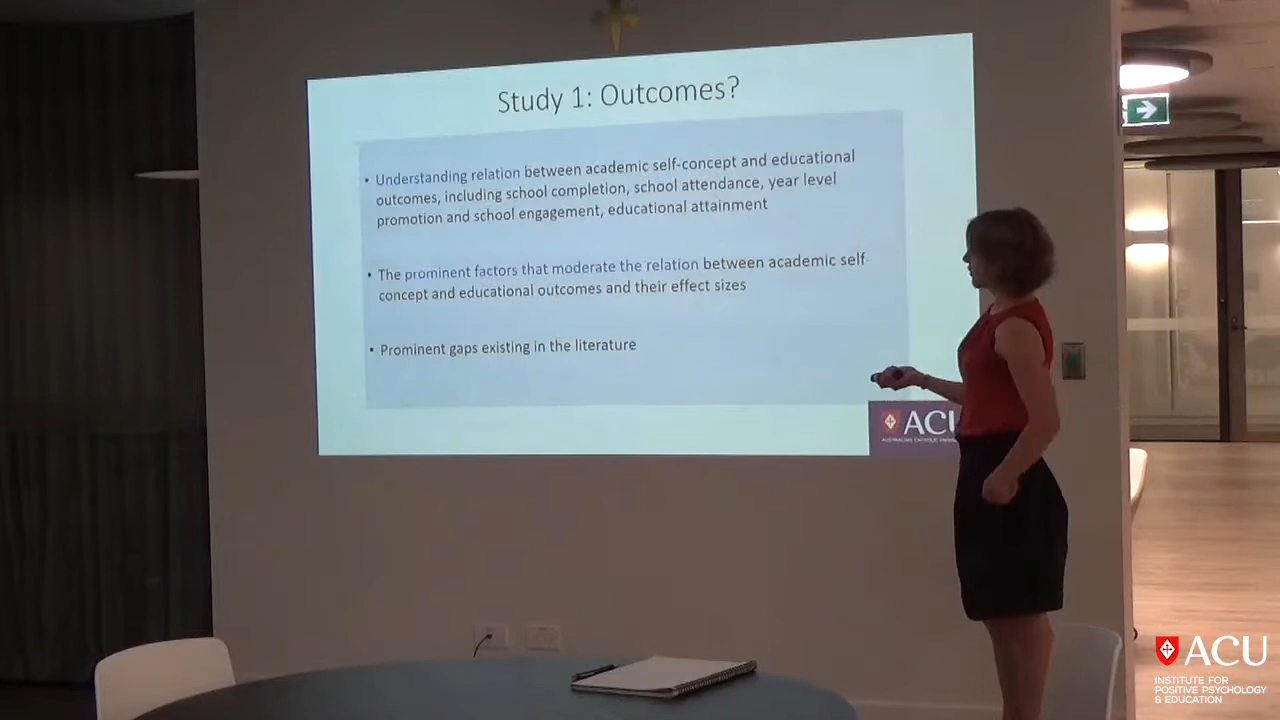 Study 1: Outcomes?
• Understanding relation between academic self-concept and educational
outcomes, including school completion, school attendance, year level
promotion and school engagement, educational attainment
• The prominent factors that moderate the relation between academic self-
concept and educational outcomes and their effect sizes
• Prominent gaps existing in the literature
ACU
AUSTRALIAN CATHOLIC
ACU
INSTITUTE FOR
POSITIVE PSYCHOLOGY
& EDUCATION